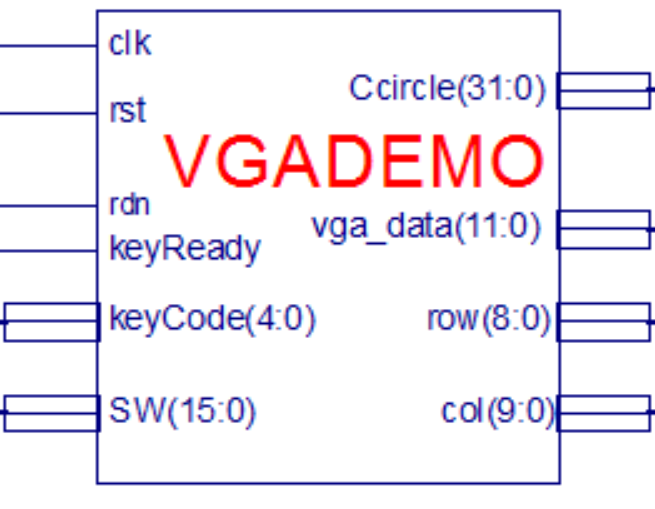 clk
Ccircle(31:0)
rst
VGADEMO
rdn
vga_data(11:0)
keyReady
keyCode(4:0)
row(8:0)
SW(15:0)
col(9:0)